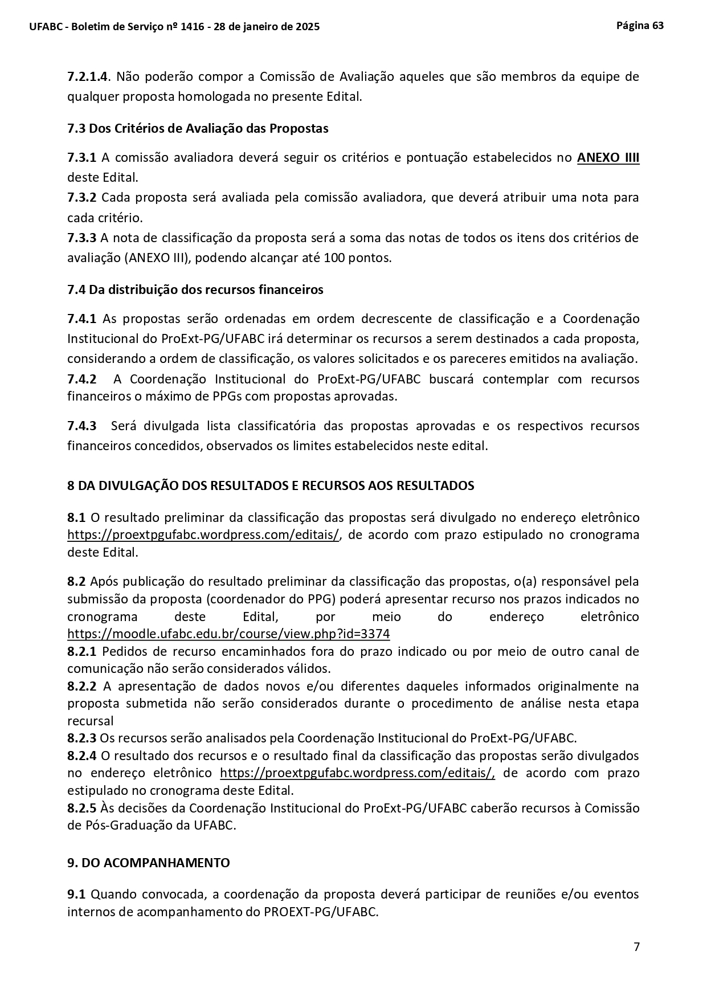 UFABC - Boletim de Serviço nº 1416 - 28 de janeiro de 2025
Página 63
7.2.1.4. Não poderão compor a Comissão de Avaliação aqueles que são membros da equipe de
qualquer proposta homologada no presente Edital.
7.3 Dos Critérios de Avaliação das Propostas
7.3.1 A comissão avaliadora deverá seguir os critérios e pontuação estabelecidos no ANEXO IIII
deste Edital.
7.3.2 Cada proposta será avaliada pela comissão avaliadora, que deverá atribuir uma nota para
cada critério.
7.3.3 A nota de classificação da proposta será a soma das notas de todos os itens dos critérios de
avaliação (ANEXO III), podendo alcançar até 100 pontos.
7.4 Da distribuição dos recursos financeiros
7.4.1 As propostas serão ordenadas em ordem decrescente de classificação e a Coordenação
Institucional do ProExt-PG/UFABC irá determinar os recursos a serem destinados a cada proposta,
considerando a ordem de classificação, os valores solicitados e os pareceres emitidos na avaliação.
7.4.2 A Coordenação Institucional do ProExt-PG/UFABC buscará contemplar com recursos
financeiros o máximo de PPGs com propostas aprovadas.
7.4.3 Será divulgada lista classificatória das propostas aprovadas e os respectivos recursos
financeiros concedidos, observados os limites estabelecidos neste edital.
8 DA DIVULGAÇÃO DOS RESULTADOS E RECURSOS AOS RESULTADOS
8.1 O resultado preliminar da classificação das propostas será divulgado no endereço eletrônico
https://proextpgufabc.wordpress.com/editais/, de acordo com prazo estipulado no cronograma
deste Edital.
8.2 Após publicação do resultado preliminar da classificação das propostas, o(a) responsável pela
submissão da proposta (coordenador do PPG) poderá apresentar recurso nos prazos indicados no
cronograma deste Edital, por meio do endereço eletrônico
https://moodle.ufabc.edu.br/course/view.php?id=3374
8.2.1 Pedidos de recurso encaminhados fora do prazo indicado ou por meio de outro canal de
comunicação não serão considerados válidos.
8.2.2 A apresentação de dados novos e/ou diferentes daqueles informados originalmente na
proposta submetida não serão considerados durante o procedimento de análise nesta etapa
recursal
8.2.3 Os recursos serão analisados pela Coordenação Institucional do ProExt-PG/UFABC.
8.2.4 O resultado dos recursos e o resultado final da classificação das propostas serão divulgados
no endereço eletrônico https://proextpgufabc.wordpress.com/editais/, de acordo com prazo
estipulado no cronograma deste Edital.
8.2.5 Às decisões da Coordenação Institucional do ProExt-PG/UFABC caberão recursos à Comissão
de Pós-Graduação da UFABC.
9. DO ACOMPANHAMENTO
9.1 Quando convocada, a coordenação da proposta deverá participar de reuniões e/ou eventos
internos de acompanhamento do PROEXT-PG/UFABC.
7